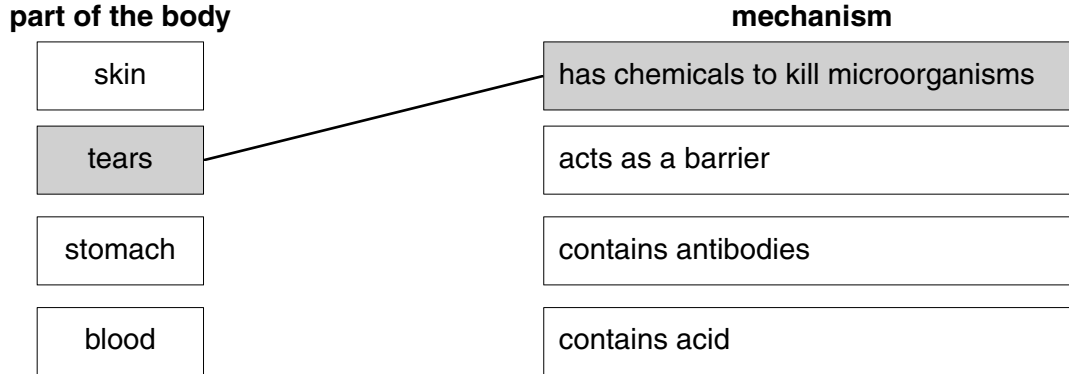 part of the body
mechanism
skin
has chemicals to kill microorganisms
tears
acts as a barrier
stomach
contains antibodies
blood
contains acid